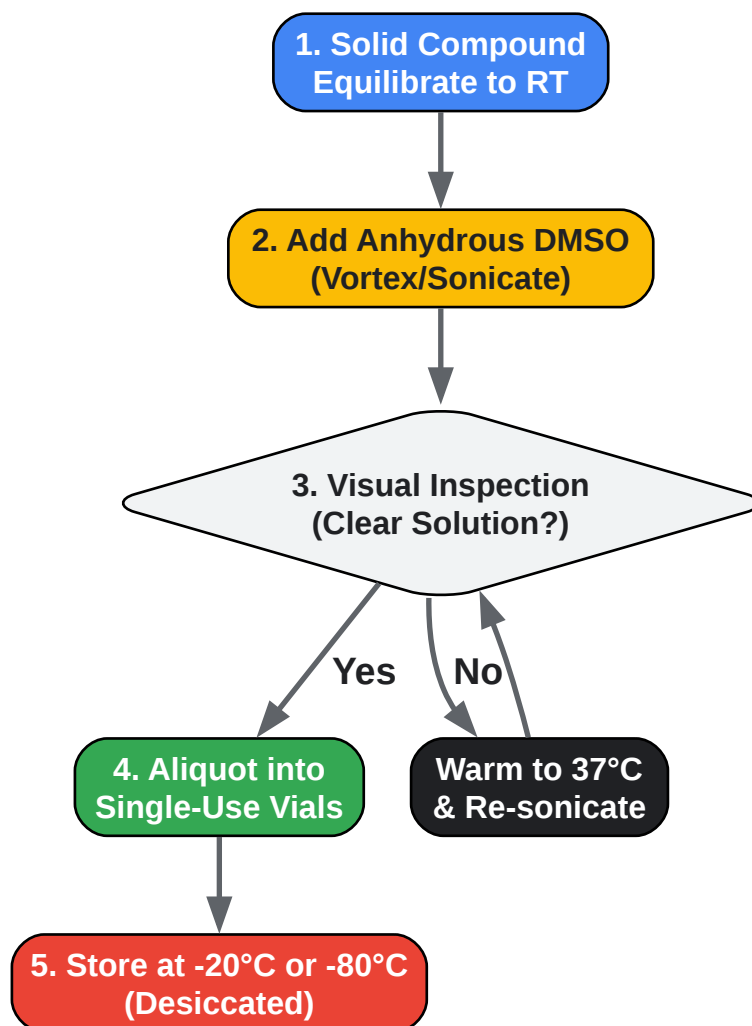 1. Solid Compound
Equilibrate to RT
2. Add Anhydrous DMSO
(Vortex/Sonicate)
3. Visual Inspection
(Clear Solution?)
Yes
No
4. Aliquot into
Single-Use Vials
Warm to 37°C
& Re-sonicate
5. Store at -20°C or -80°C
(Desiccated)